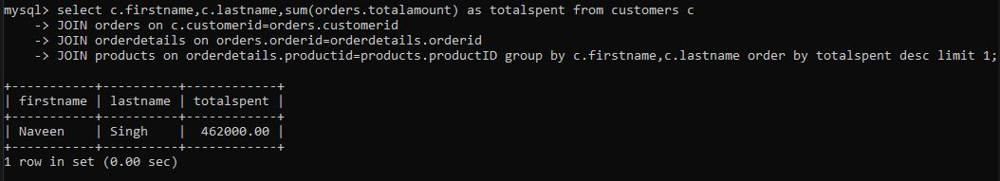 mysql> select c.firstname,c.lastname,sum(orders.totalamount) as totalspent from customers c
    -> JOIN orders on c.customerid=orders.customerid
    -> JOIN orderdetails on orders.orderid=orderdetails.orderid
    -> JOIN products on orderdetails.productid=products.productID group by c.firstname,c.lastname order by totalspent desc limit 1;
+-----------+----------+------------+
| firstname | lastname | totalspent |
+-----------+----------+------------+
| Naveen    | Singh    |  462000.00 |
+-----------+----------+------------+
1 row in set (0.00 sec)